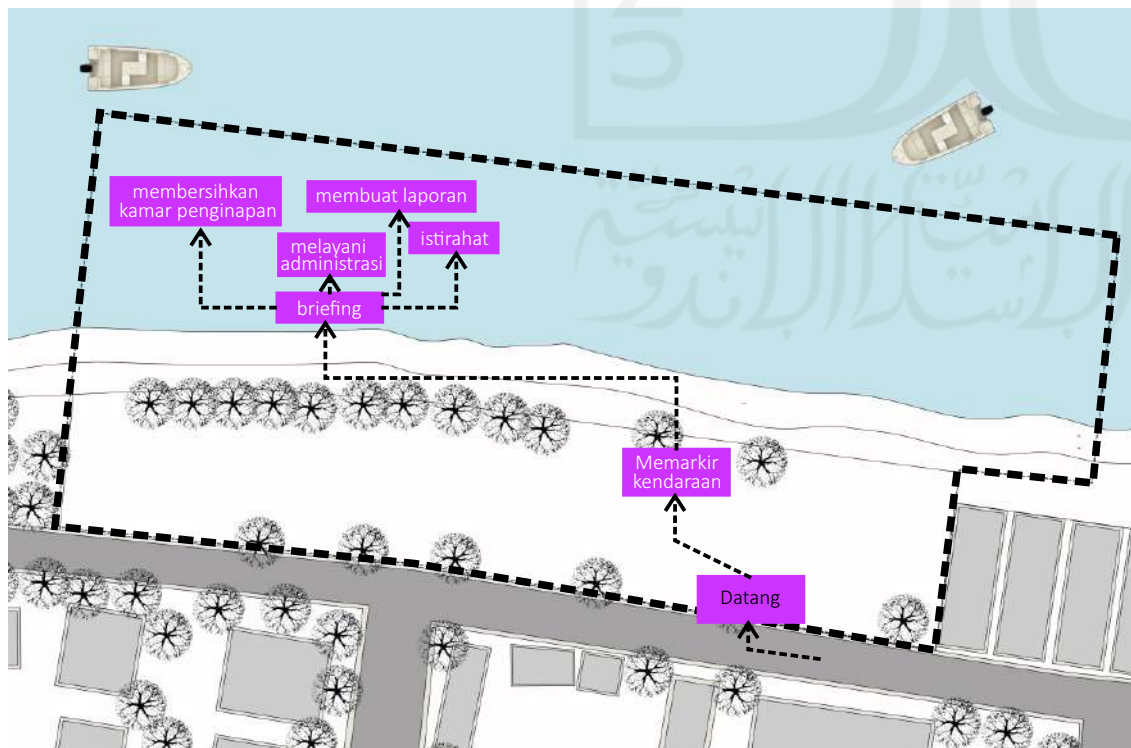 membersihkan
kamar penginapan
membuat laporan
istirahat
melayani
administrasi
briefing
Memarkir
kendaraan
Datang